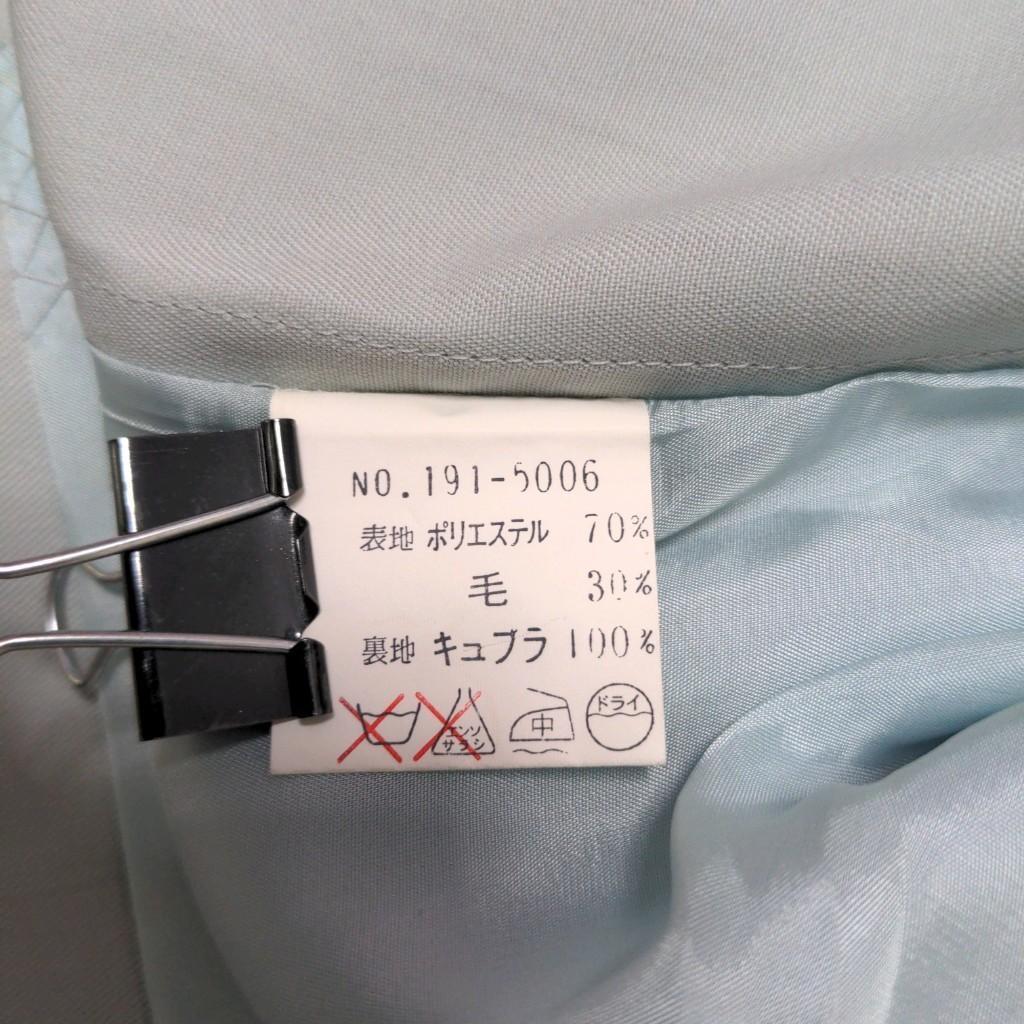 NO.191-5006
表地 ポリエステル 70%
毛 30%
裏地 キュプラ 100%
エンソ
サラシ
中
ドライ